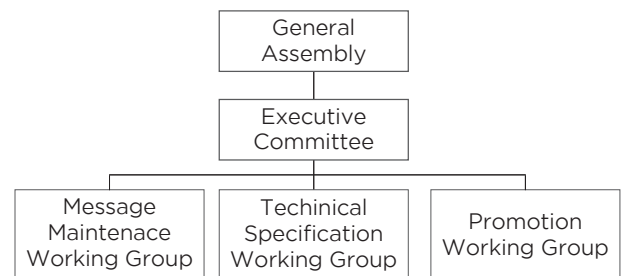 General
Assembly
Executive
Committee
Message
Maintenace
Working Group
Techinical
Specification
Working Group
Promotion
Working Group